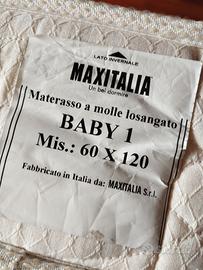 LATO INVERNALE
MAXITALIA®
Un bel dormire
Materasso a molle losangato
BABY 1
Mis.: 60 X 120
Fabbricato in Italia da: MAXITALIA S.r.l.
subito